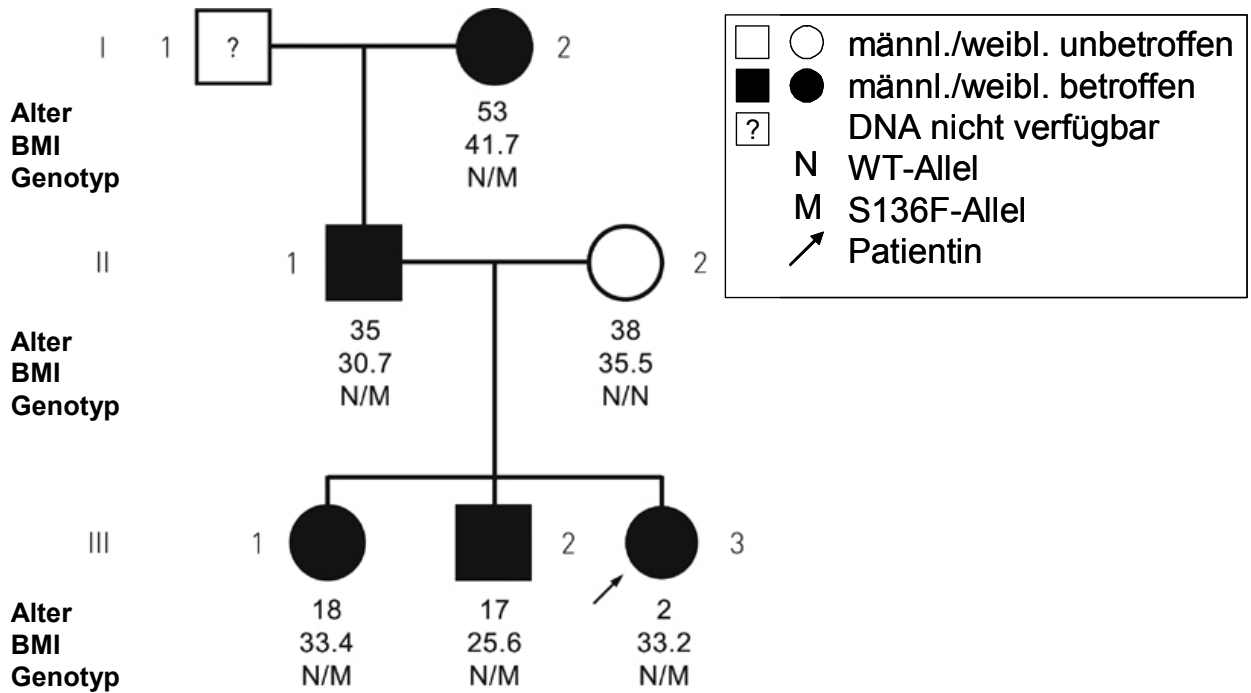 I 1 ? 2
Alter 53
BMI 41.7
Genotyp N/M
II 1 2
Alter 35 38
BMI 30.7 35.5
Genotyp N/M N/N
III 1 2 3
Alter 18 17 2
BMI 33.4 25.6 33.2
Genotyp N/M N/M N/M
männl./weibl. unbetroffen
männl./weibl. betroffen
? DNA nicht verfügbar
N WT-Allel
M S136F-Allel
Patientin